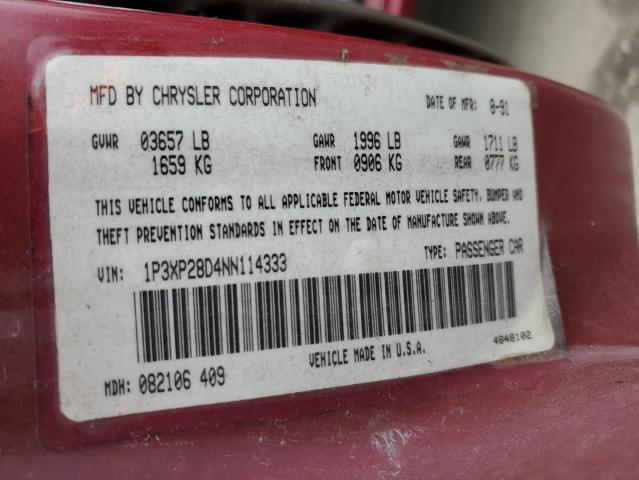 MFD BY CHRYSLER CORPORATION DATE OF MFR: 8-91
GVWR 03657 LB GAWR 1996 LB GAWR 1711 LB
1659 KG FRONT 0906 KG REAR 0777 KG
THIS VEHICLE CONFORMS TO ALL APPLICABLE FEDERAL MOTOR VEHICLE SAFETY, BUMPER AND
THEFT PREVENTION STANDARDS IN EFFECT ON THE DATE OF MANUFACTURE SHOWN ABOVE.
VIN: 1P3XP28D4NN114333 TYPE: PASSENGER CAR
VEHICLE MADE IN U.S.A. 4648102
MDH: 082106 409